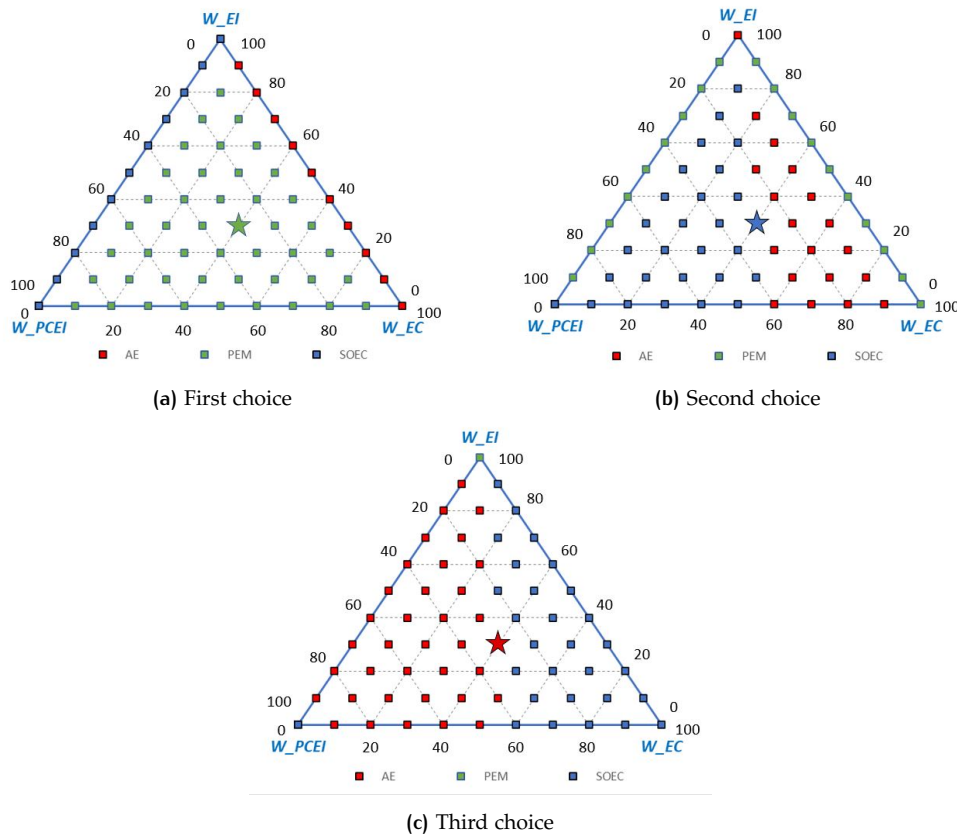 W_EI
0 100
20 80
40 60
60 40
80 20
100 0
0 20 40 60 80 100
W_PCEI W_EC
AE PEM SOEC
(a) First choice
W_EI
0 100
20 80
40 60
60 40
80 20
100 0
0 20 40 60 80 100
W_PCEI W_EC
AE PEM SOEC
(b) Second choice
W_EI
0 100
20 80
40 60
60 40
80 20
100 0
0 20 40 60 80 100
W_PCEI W_EC
AE PEM SOEC
(c) Third choice